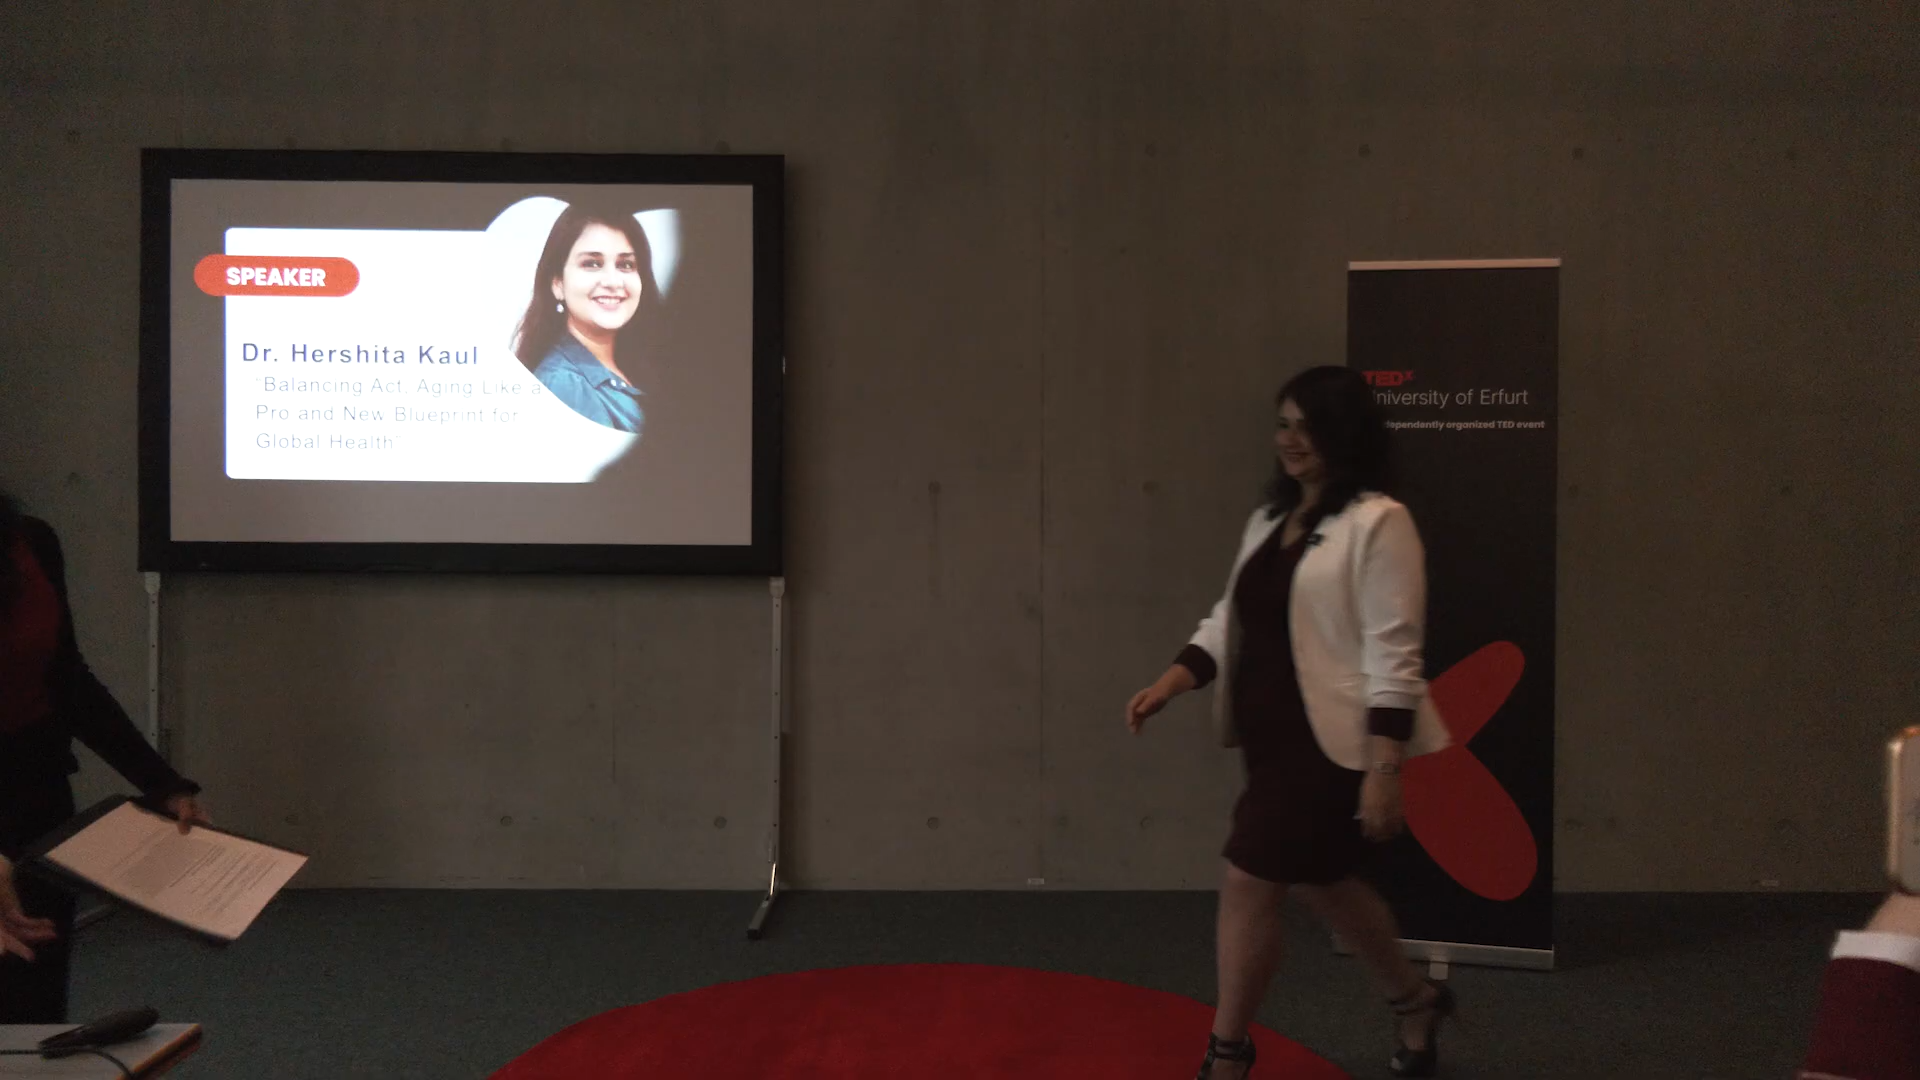 SPEAKER
Dr. Hershita Kaul
"Balancing Act, Aging Like a
Pro and New Blueprint for
Global Health"
TEDx
University of Erfurt
independently organized TED event